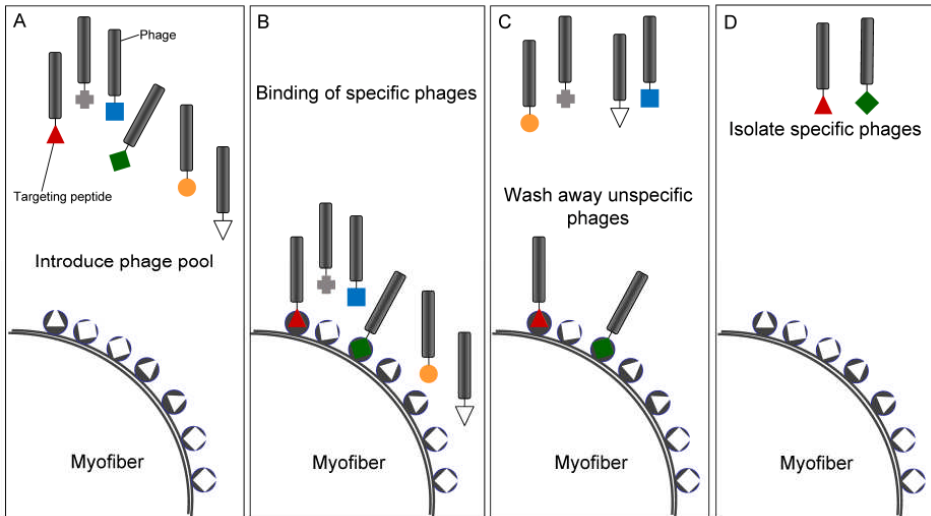 A
Phage
Targeting peptide
Introduce phage pool
Myofiber
B
Binding of specific phages
Myofiber
C
Wash away unspecific
phages
Myofiber
D
Isolate specific phages
Myofiber